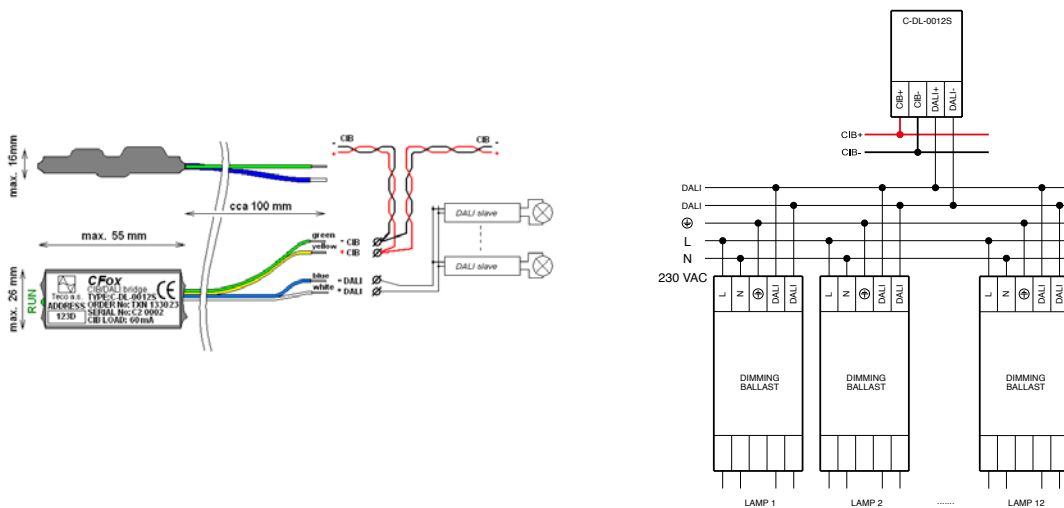 max. 16mm
cca 100 mm
max. 55 mm
max. 26 mm
RUN
CFox
CIB/DALI bridge
Teco a.s. TYPE:C-DL-0012S
ADDRESS ORDER No: TXN 133023
123D
SERIAL No: C2 0002
CIB LOAD: 60mA
CE
green
yellow
blue
white
- CIB
+ CIB
- CIB
+
CIB -
+
DALI slave
DALI slave
C-DL-0012S
CIB+
CIB-
DALI+
DALI-
CIB+
CIB-
DALI
DALI
L
N
230 VAC
L N DALI DALI
L N DALI DALI
L N DALI DALI
DIMMING
BALLAST
DIMMING
BALLAST
DIMMING
BALLAST
LAMP 1
LAMP 2
.......
LAMP 12